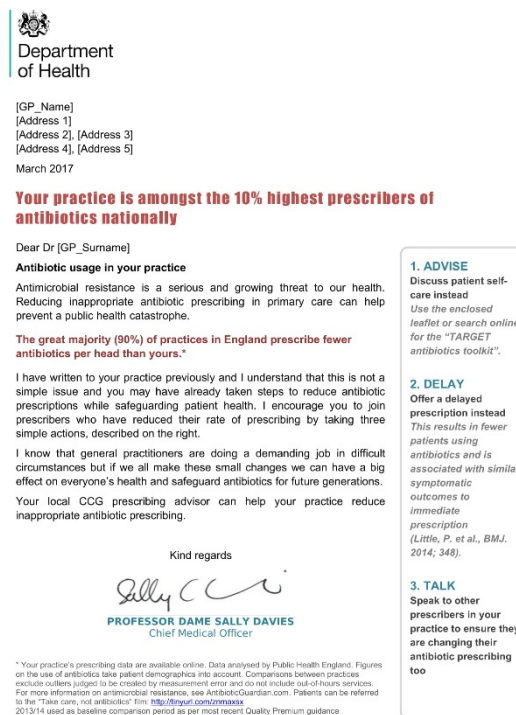 Department
of Health
[GP_Name]
[Address 1]
[Address 2], [Address 3]
[Address 4], [Address 5]
March 2017
Your practice is amongst the 10% highest prescribers of
antibiotics nationally
Dear Dr [GP_Surname]
Antibiotic usage in your practice
Antimicrobial resistance is a serious and growing threat to our health.
Reducing inappropriate antibiotic prescribing in primary care can help
prevent a public health catastrophe.
The great majority (90%) of practices in England prescribe fewer
antibiotics per head than yours.*
I have written to your practice previously and I understand that this is not a
simple issue and you may have already taken steps to reduce antibiotic
prescriptions while safeguarding patient health. I encourage you to join
prescribers who have reduced their rate of prescribing by taking three
simple actions, described on the right.
I know that general practitioners are doing a demanding job in difficult
circumstances but if we all make these small changes we can have a big
effect on everyone's health and safeguard antibiotics for future generations.
Your local CCG prescribing advisor can help your practice reduce
inappropriate antibiotic prescribing.
Kind regards
Sally C
PROFESSOR DAME SALLY DAVIES
Chief Medical Officer
* Your practice's prescribing data are available online. Data analysed by Public Health England. Figures
on the use of antibiotics take patient demographics into account. Comparisons between practices
exclude outliers judged to be created by measurement error and do not include out-of-hours services.
For more information on antimicrobial resistance, see AntibioticGuardian.com. Patients can be referred
to the "Take care, not antibiotics" film: http://tinyurl.com/znmaxsx
2013/14 used as baseline comparison period as per most recent Quality Premium guidance
1. ADVISE
Discuss patient self-
care instead
Use the enclosed
leaflet or search online
for the "TARGET
antibiotics toolkit".
2. DELAY
Offer a delayed
prescription instead
This results in fewer
patients using
antibiotics and is
associated with simila
symptomatic
outcomes to
immediate
prescription
(Little, P. et al., BMJ.
2014; 348).
3. TALK
Speak to other
prescribers in your
practice to ensure they
are changing their
antibiotic prescribing
too